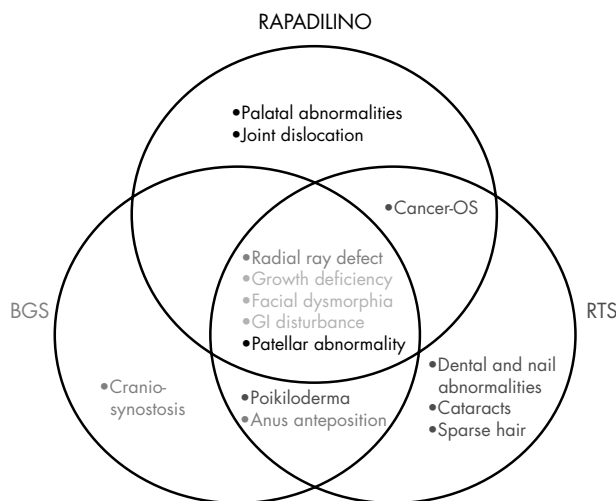 RAPADILINO
•Palatal abnormalities
•Joint dislocation
•Cancer-OS
•Radial ray defect
•Growth deficiency
•Facial dysmorphia
•GI disturbance
•Patellar abnormality
BGS
RTS
•Cranio-
synostosis
•Poikiloderma
•Anus anteposition
•Dental and nail
abnormalities
•Cataracts
•Sparse hair